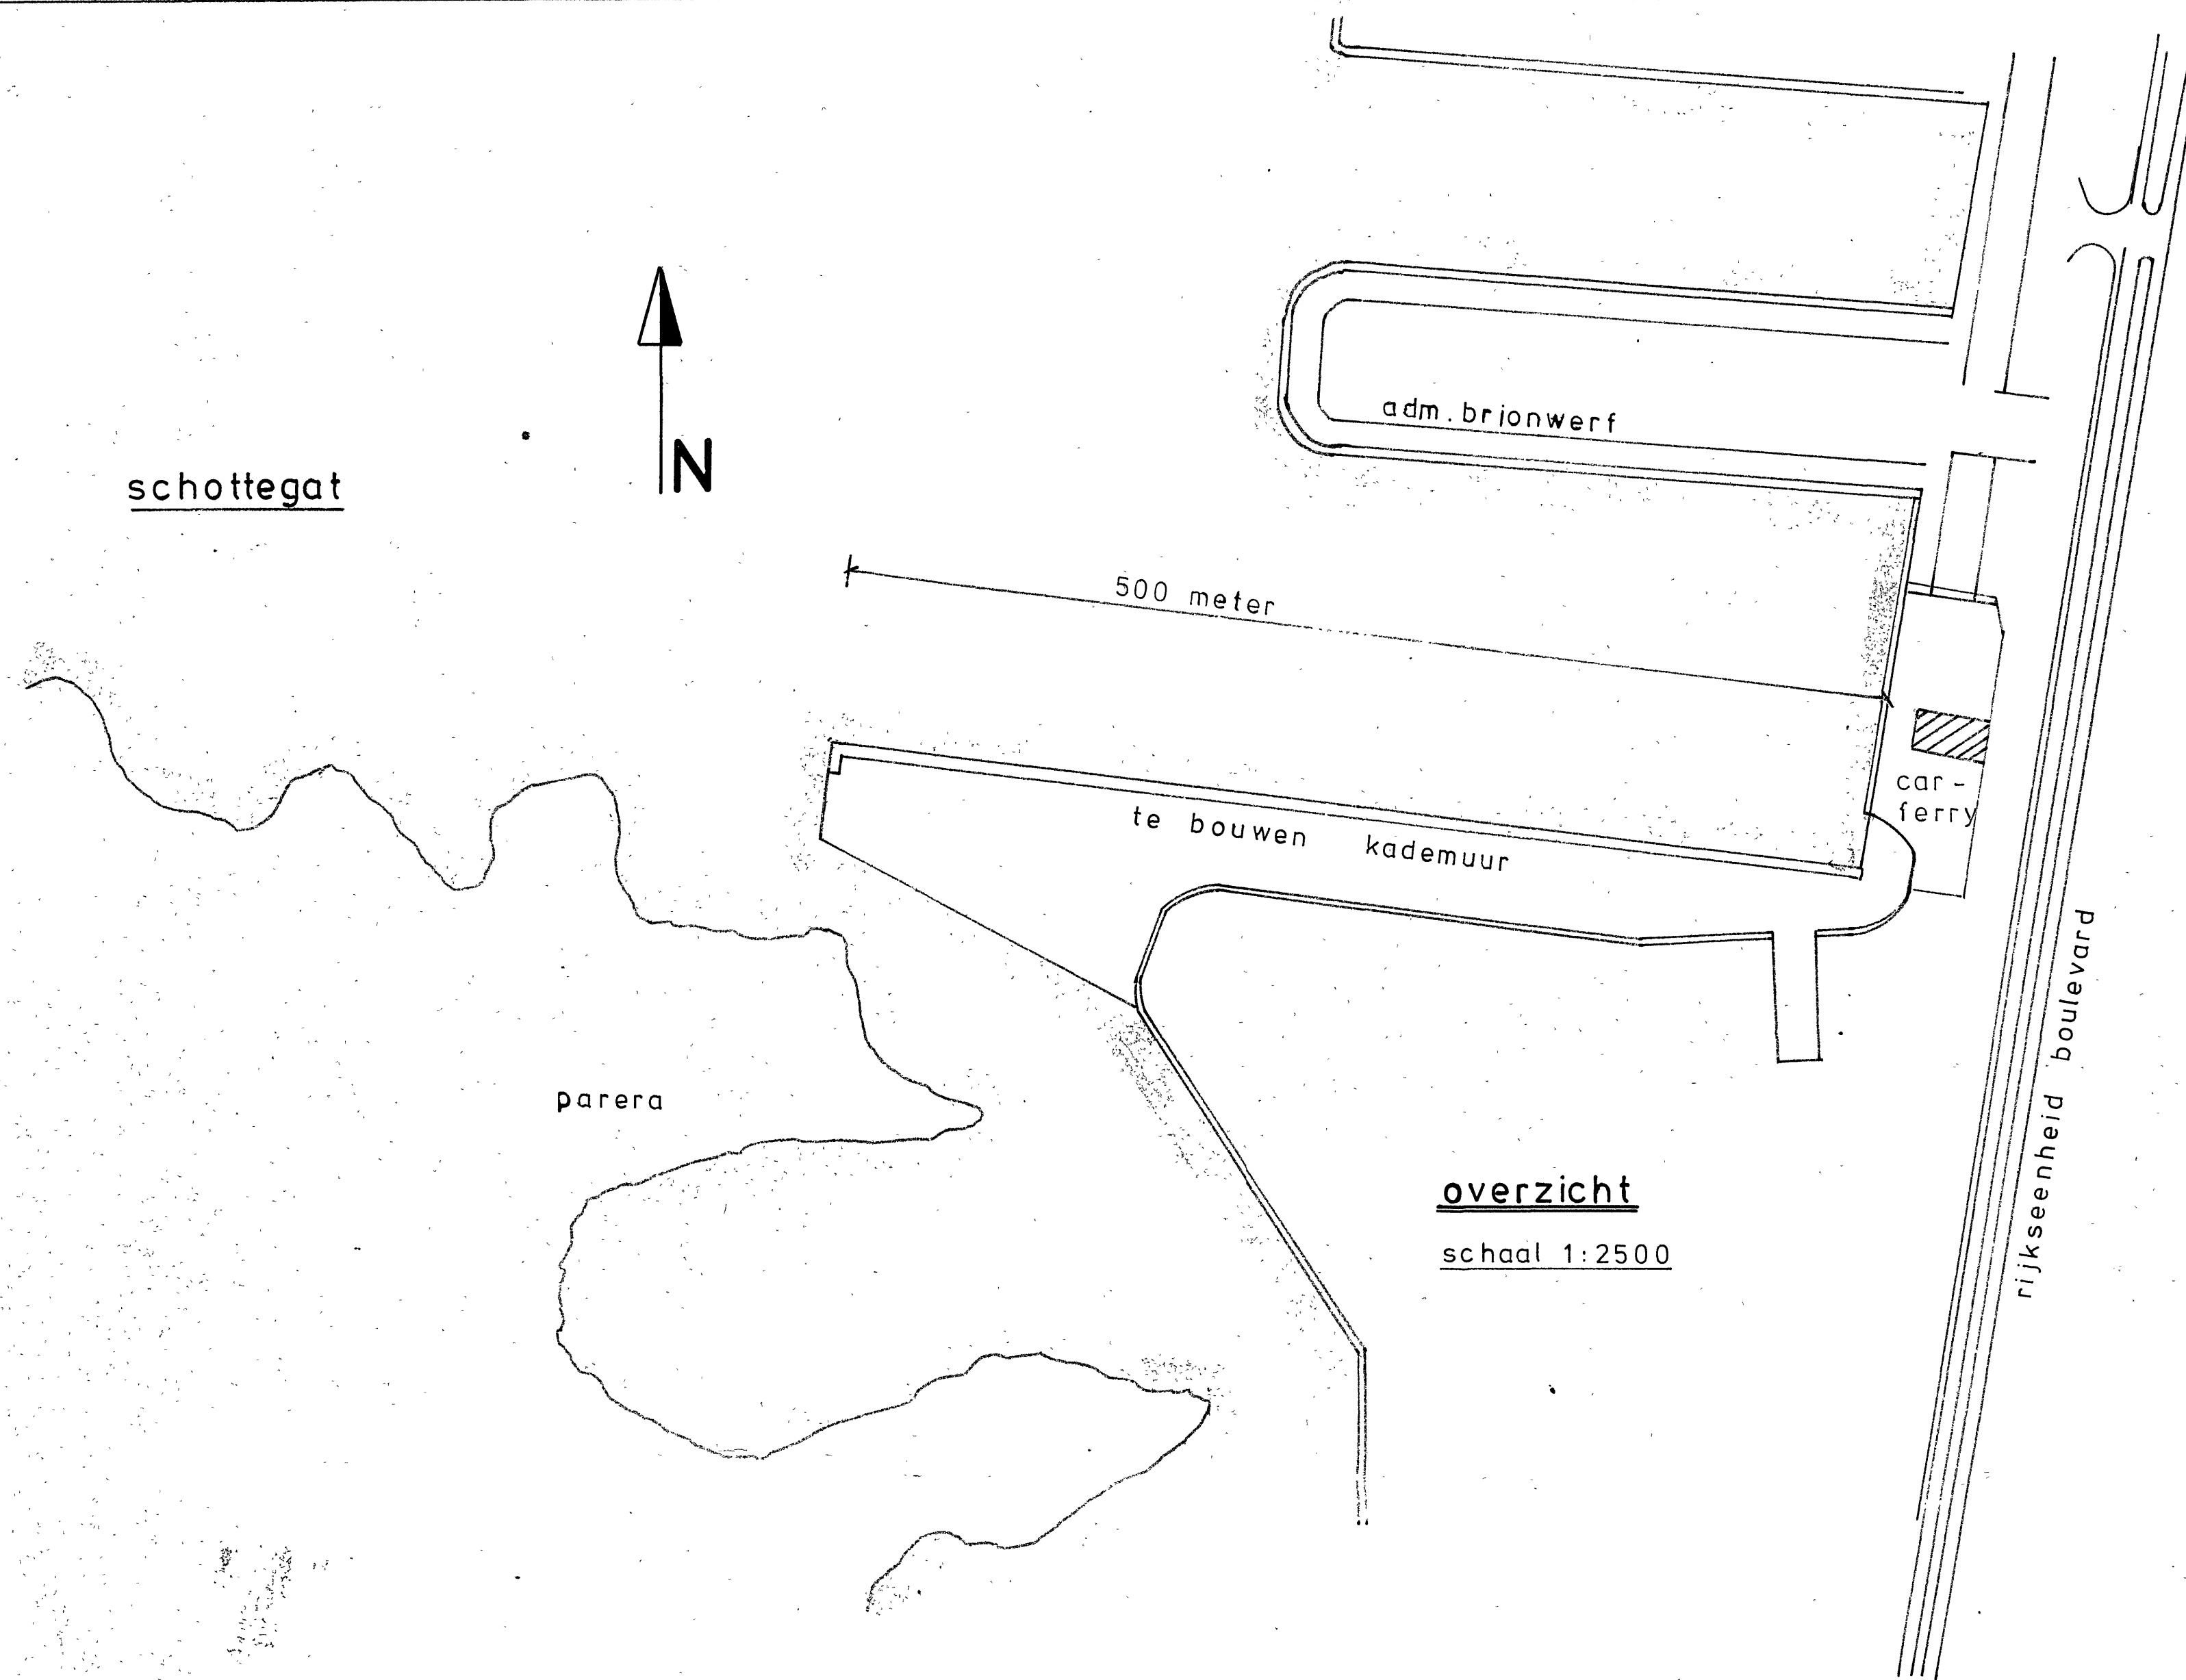 adm. brionwerf
N
schottegat
500 meter
car-
ferry
te bouwen kademuur
rijkseenheid boulevard
parera
overzicht
schaal 1:2500